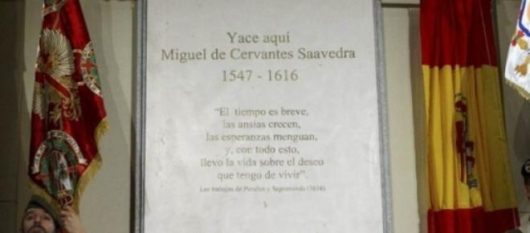 Yace aquí
Miguel de Cervantes Saavedra
1547 - 1616
"El tiempo es breve,
las ansias crecen,
las esperanzas menguan,
y, con todo esto,
llevo la vida sobre el deseo
que tengo de vivir".
Los trabajos de Persiles y Segismunda (1616)